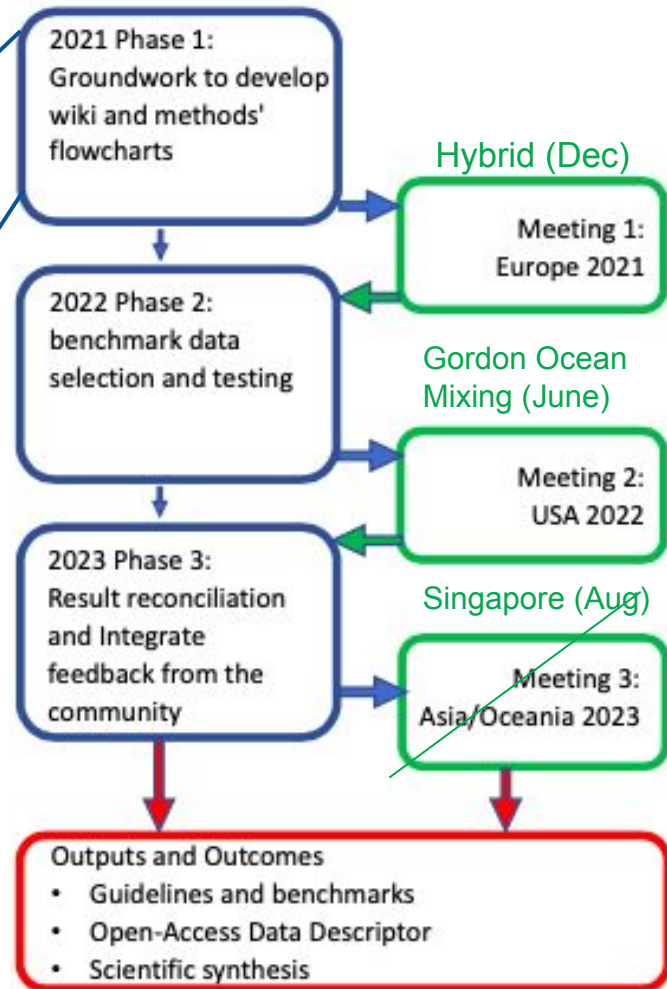 2021 Phase 1:
Groundwork to develop
wiki and methods'
flowcharts
Hybrid (Dec)
Meeting 1:
Europe 2021
2022 Phase 2:
benchmark data
selection and testing
Gordon Ocean
Mixing (June)
Meeting 2:
USA 2022
2023 Phase 3:
Result reconciliation
and Integrate
feedback from the
community
Singapore (Aug)
Meeting 3:
Asia/Oceania 2023
Outputs and Outcomes
• Guidelines and benchmarks
• Open-Access Data Descriptor
• Scientific synthesis